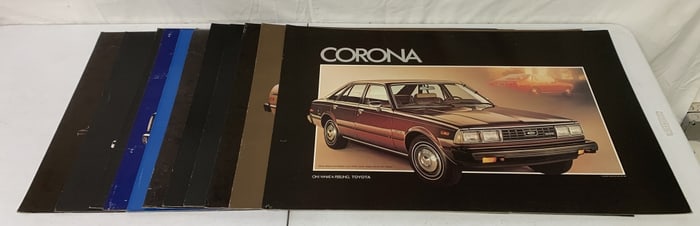 CORONA
OH WHAT A FEELING. TOYOTA